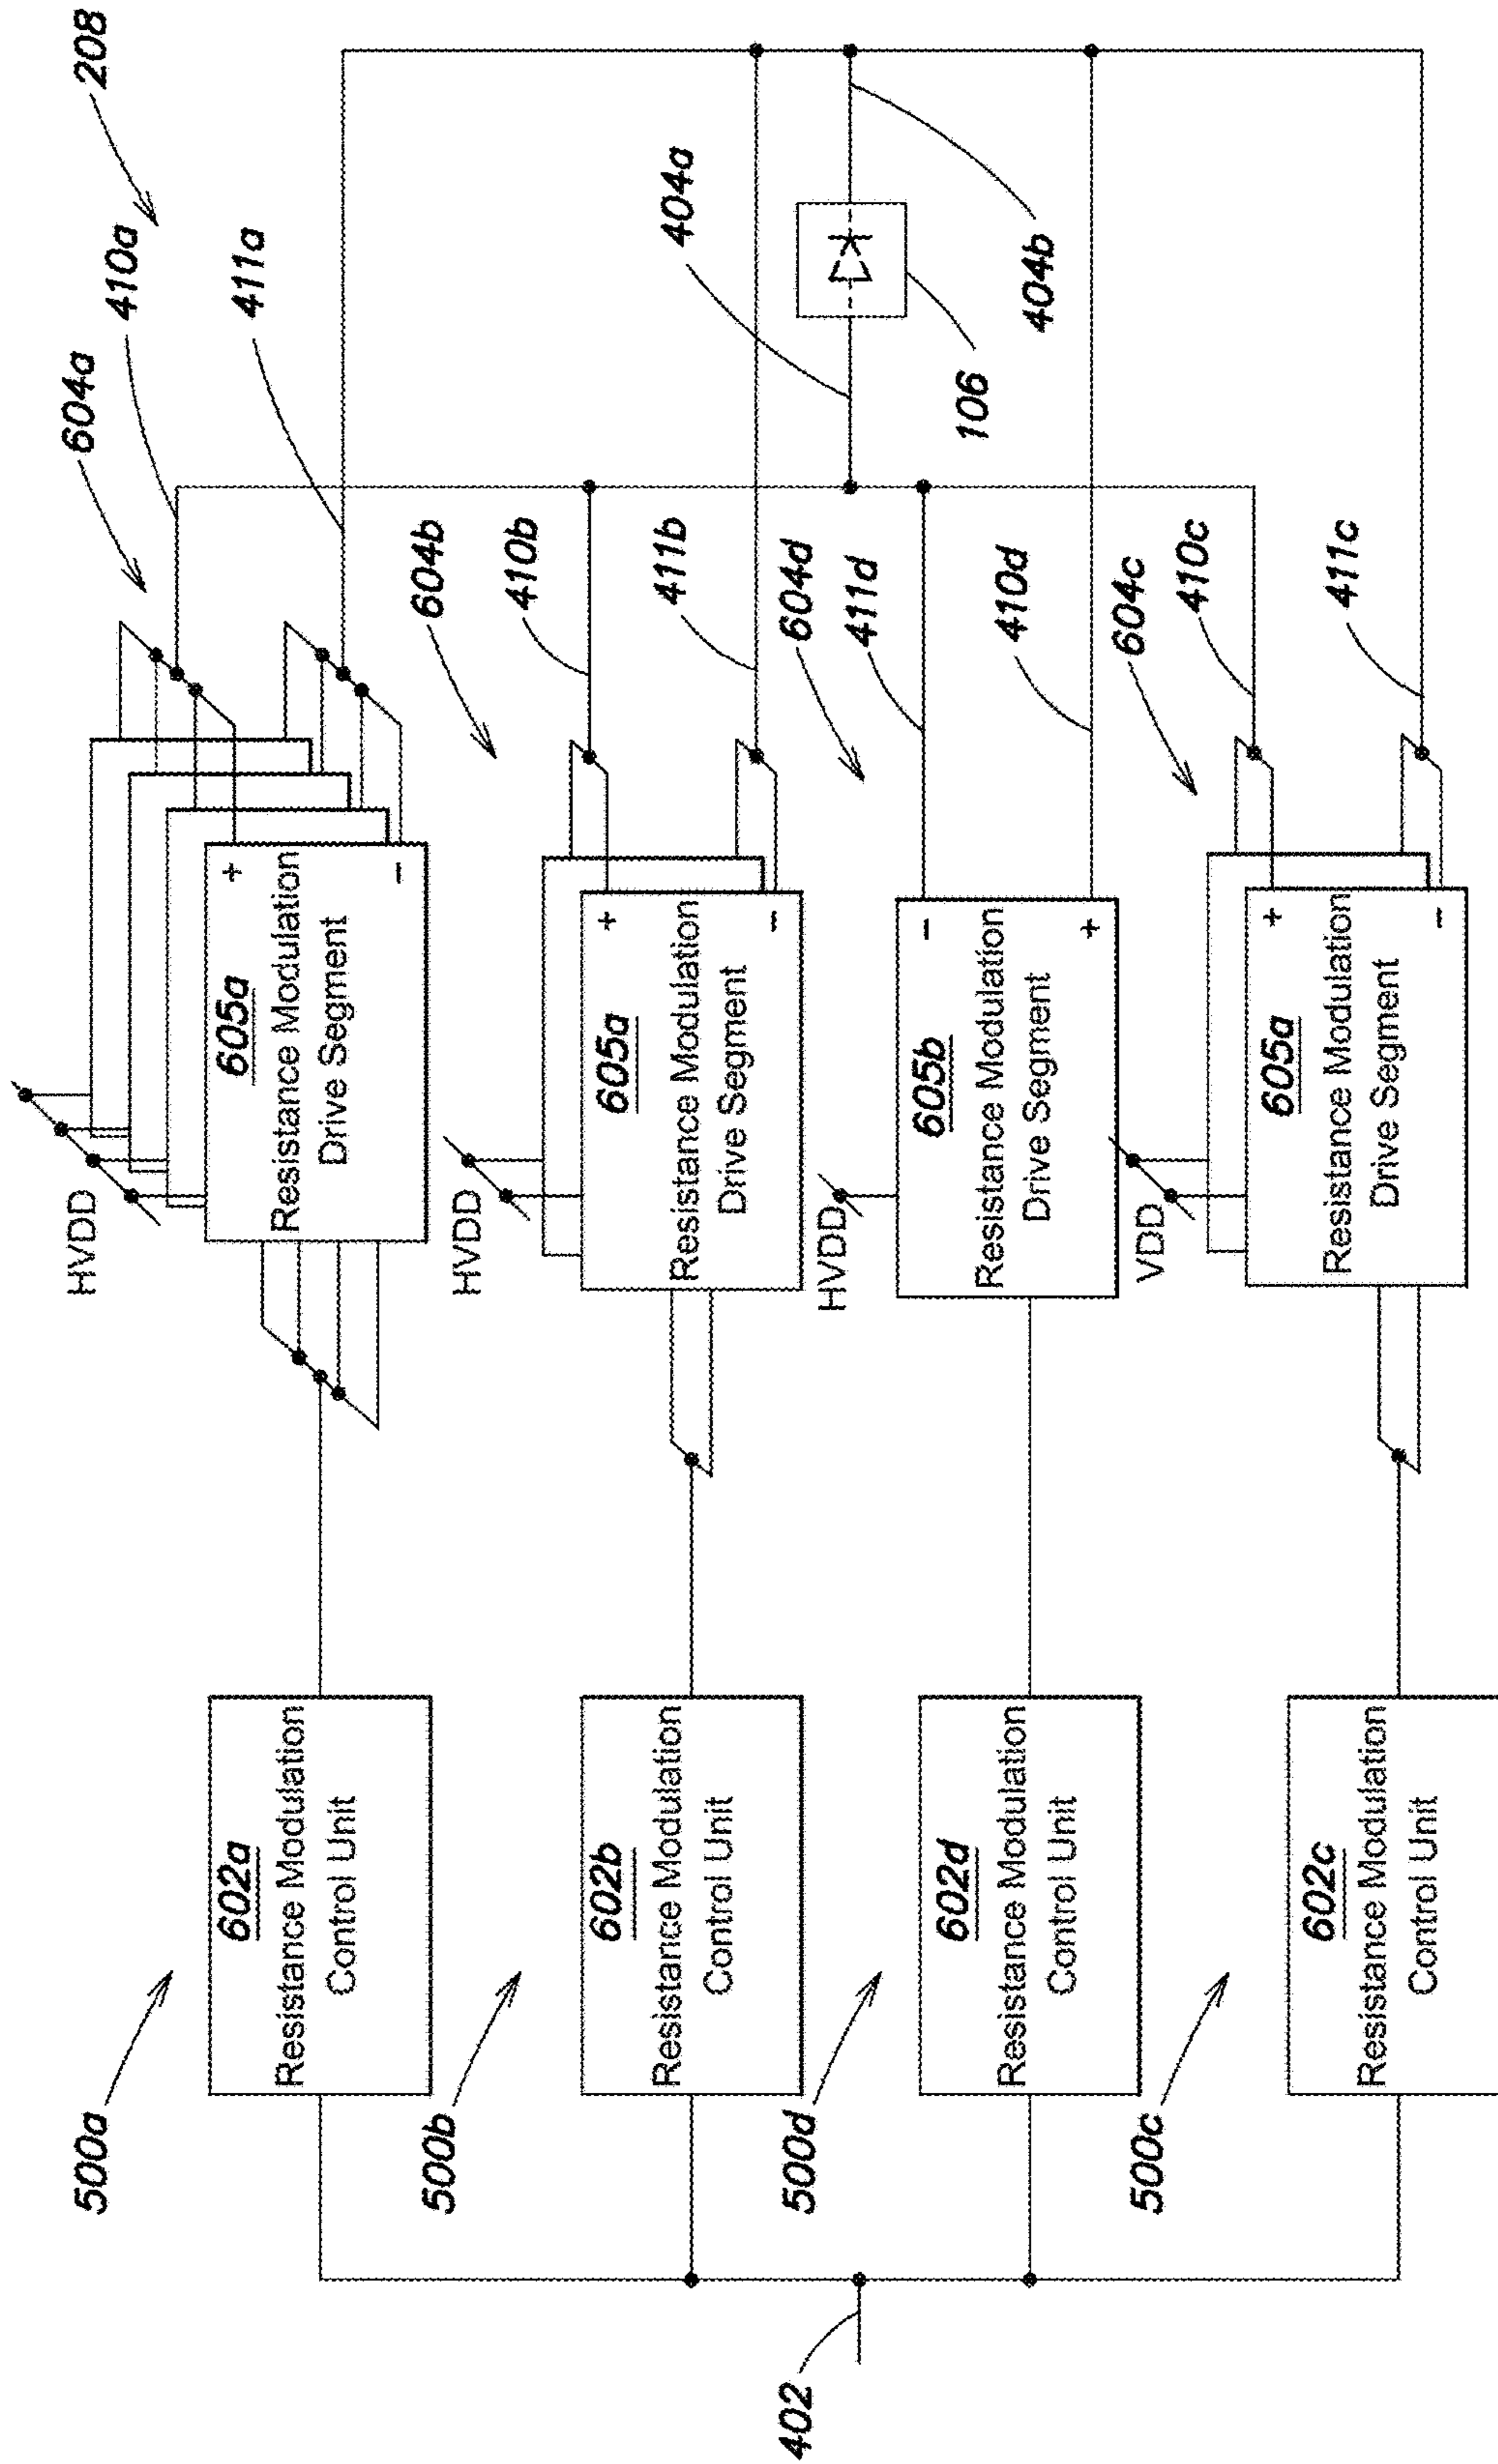 208
410a
604a
411a
HVDD
605a
Resistance Modulation
Drive Segment
+
−
500a
602a
Resistance Modulation
Control Unit
604b
410b
411b
404a
404b
106
HVDD
605a
Resistance Modulation
Drive Segment
+
−
500b
602b
Resistance Modulation
Control Unit
402
604d
411d
410d
HVDD
605b
Resistance Modulation
Drive Segment
−
+
500d
602d
Resistance Modulation
Control Unit
604c
410c
411c
VDD
605a
Resistance Modulation
Drive Segment
+
−
500c
602c
Resistance Modulation
Control Unit